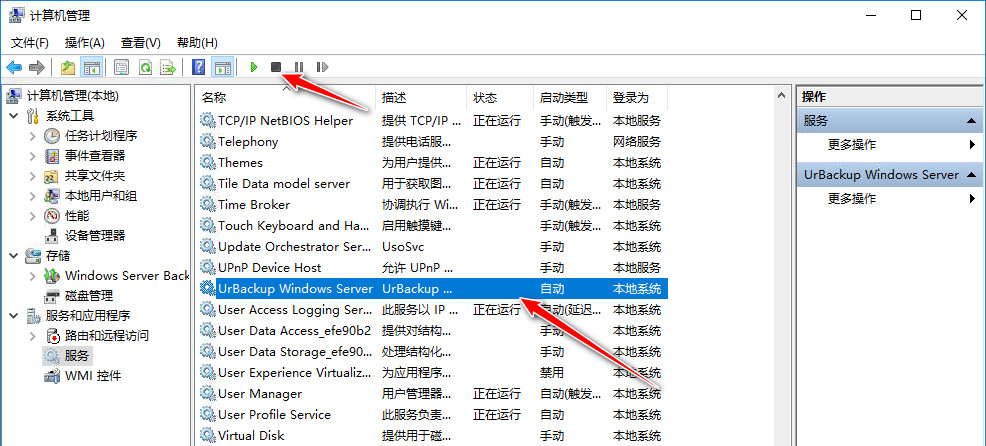 计算机管理
文件(F) 操作(A) 查看(V) 帮助(H)
计算机管理(本地)
系统工具
任务计划程序
事件查看器
共享文件夹
本地用户和组
性能
设备管理器
存储
Windows Server Back
磁盘管理
服务和应用程序
路由和远程访问
服务
WMI 控件
名称 描述 状态 启动类型 登录为
TCP/IP NetBIOS Helper 提供 TCP/IP ... 正在运行 手动(触发... 本地服务
Telephony 提供电话服... 手动 网络服务
Themes 为用户提供... 正在运行 自动 本地系统
Tile Data model server 用于获取图... 正在运行 自动 本地系统
Time Broker 协调执行 Wi... 正在运行 手动(触发... 本地服务
Touch Keyboard and Ha... 启用触摸键... 手动(触发... 本地系统
Update Orchestrator Ser... UsoSvc 手动 本地系统
UPnP Device Host 允许 UPnP ... 手动 本地服务
UrBackup Windows Server UrBackup ... 自动 本地系统
User Access Logging Ser... 此服务以 IP ... 正在运行 自动(延迟... 本地系统
User Data Access_efe90b2 提供对结构... 手动 本地系统
User Data Storage_efe90... 处理结构化... 手动 本地系统
User Experience Virtualiz... 为应用程序... 禁用 本地系统
User Manager 用户管理器... 正在运行 自动(触发... 本地系统
User Profile Service 此服务负责... 正在运行 自动 本地系统
Virtual Disk 提供用于磁... 手动 本地系统
操作
服务
更多操作
UrBackup Windows Server
更多操作